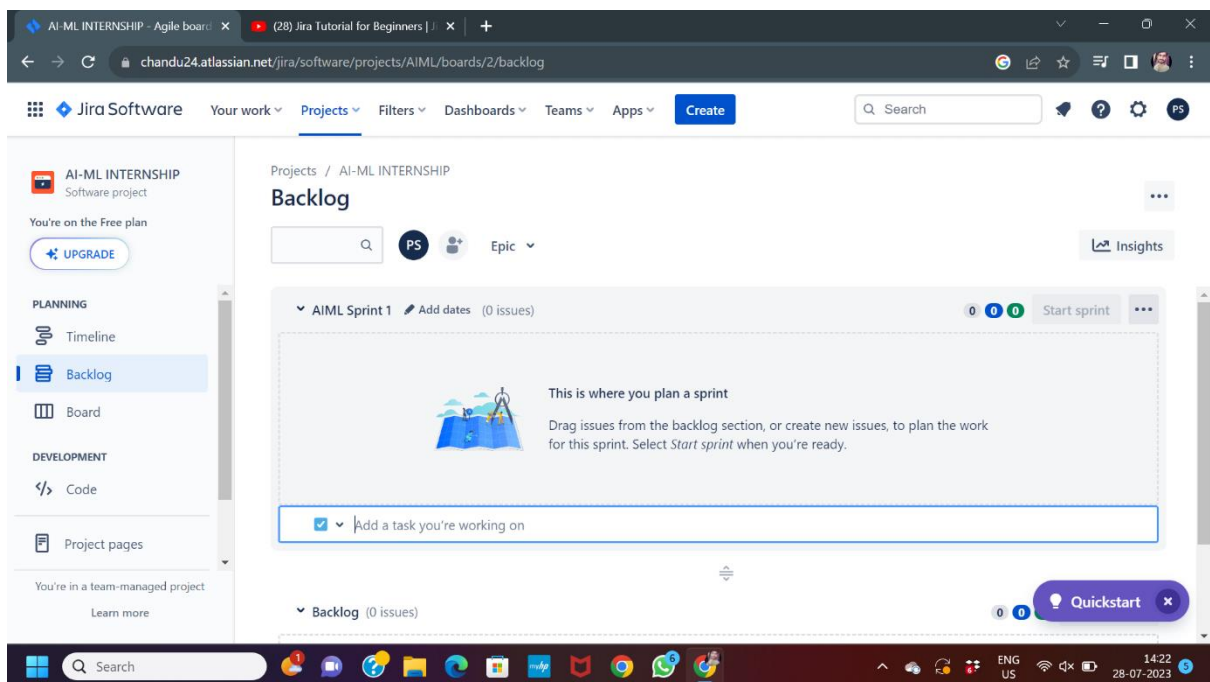 AI-ML INTERNSHIP - Agile board
(28) Jira Tutorial for Beginners | Ji
chandu24.atlassian.net/jira/software/projects/AIML/boards/2/backlog
Jira Software Your work Projects Filters Dashboards Teams Apps Create Search PS
AI-ML INTERNSHIP
Software project
You're on the Free plan
UPGRADE
PLANNING
Timeline
Backlog
Board
DEVELOPMENT
Code
Project pages
You're in a team-managed project
Learn more
Projects / AI-ML INTERNSHIP
Backlog
PS Epic Insights
AIML Sprint 1 Add dates (0 issues) 0 0 0 Start sprint
This is where you plan a sprint
Drag issues from the backlog section, or create new issues, to plan the work
for this sprint. Select Start sprint when you're ready.
Add a task you're working on
Backlog (0 issues) 0 0
Quickstart
Search
myhp
ENG
US
14:22
28-07-2023
5